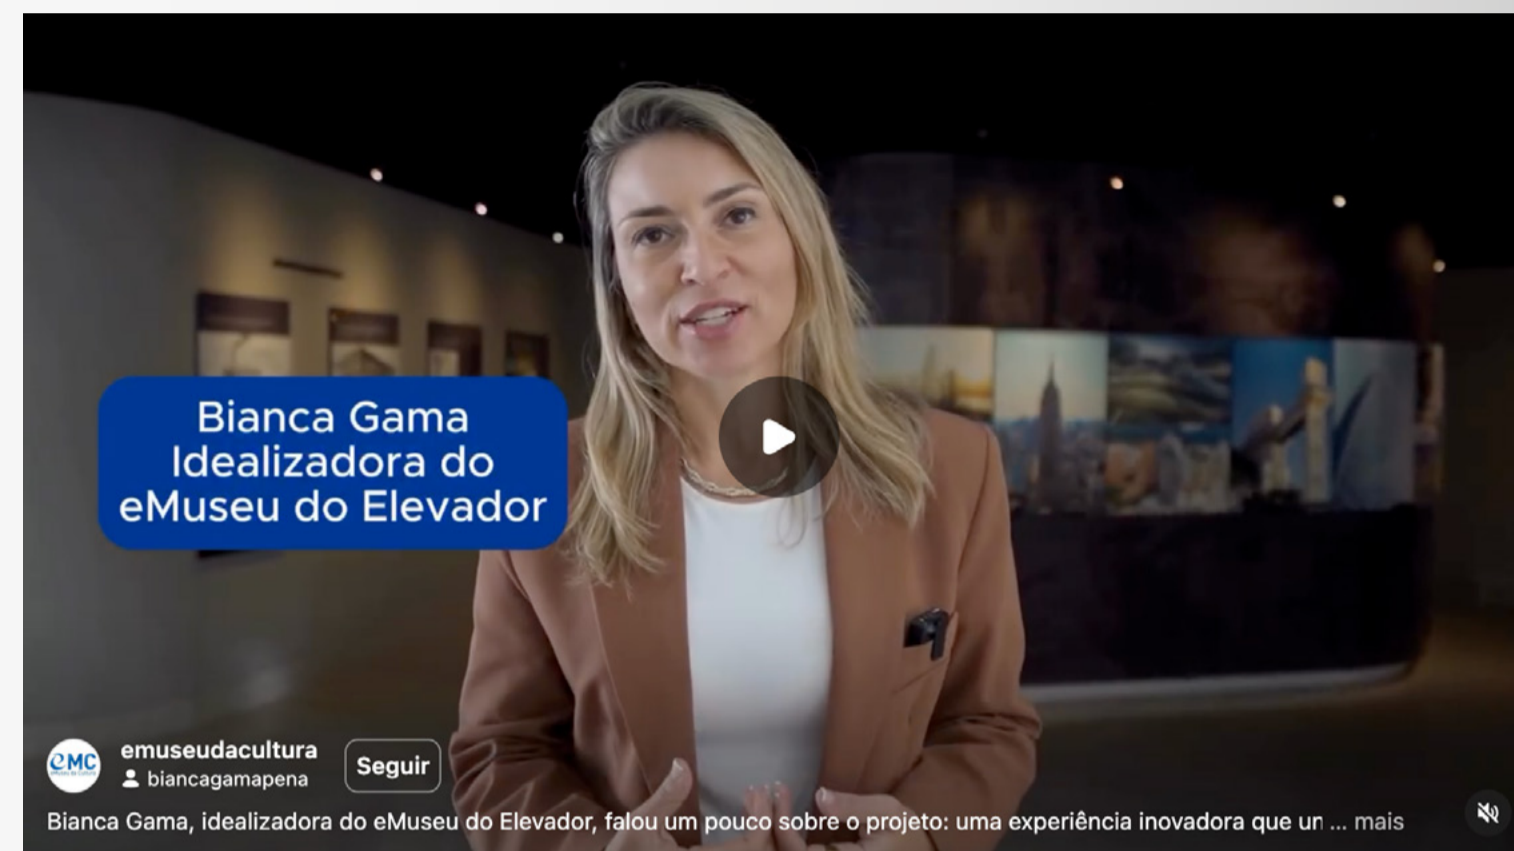 Bianca Gama
Idealizadora do
eMuseu do Elevador
eMC
emuseudacultura
Seguir
biancagamapena
Bianca Gama, idealizadora do eMuseu do Elevador, falou um pouco sobre o projeto: uma experiência inovadora que un ... mais